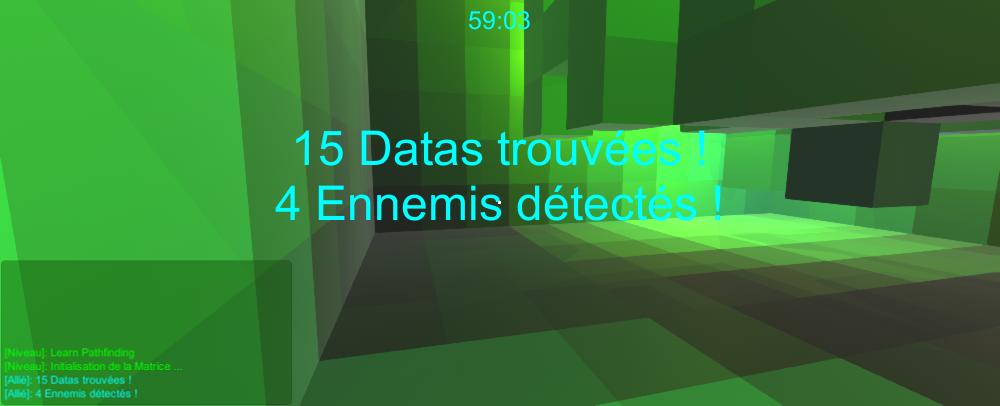 59:03
15 Datas trouvées !
4 Ennemis détectés !
[Niveau]: Learn Pathfinding
[Niveau]: Initialisation de la Matrice ...
[Allié]: 15 Datas trouvées !
[Allié]: 4 Ennemis détectés !